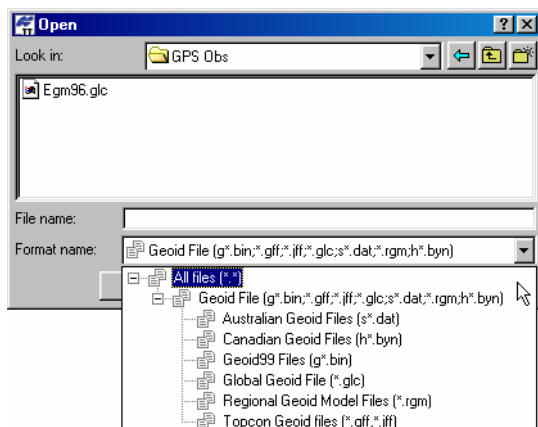 Open
Look in: GPS Obs
Egm96.glc
File name:
Format name: Geoid File (g*.bin;*.gff;*.jff;*.glc;s*.dat;*.rgm;h*.byn)
All files (*.*)
Geoid File (g*.bin;*.gff;*.jff;*.glc;s*.dat;*.rgm;h*.byn)
Australian Geoid Files (s*.dat)
Canadian Geoid Files (h*.byn)
Geoid99 Files (g*.bin)
Global Geoid File (*.glc)
Regional Geoid Model Files (*.rgm)
Topcon Geoid files (*.gff,*.jff)